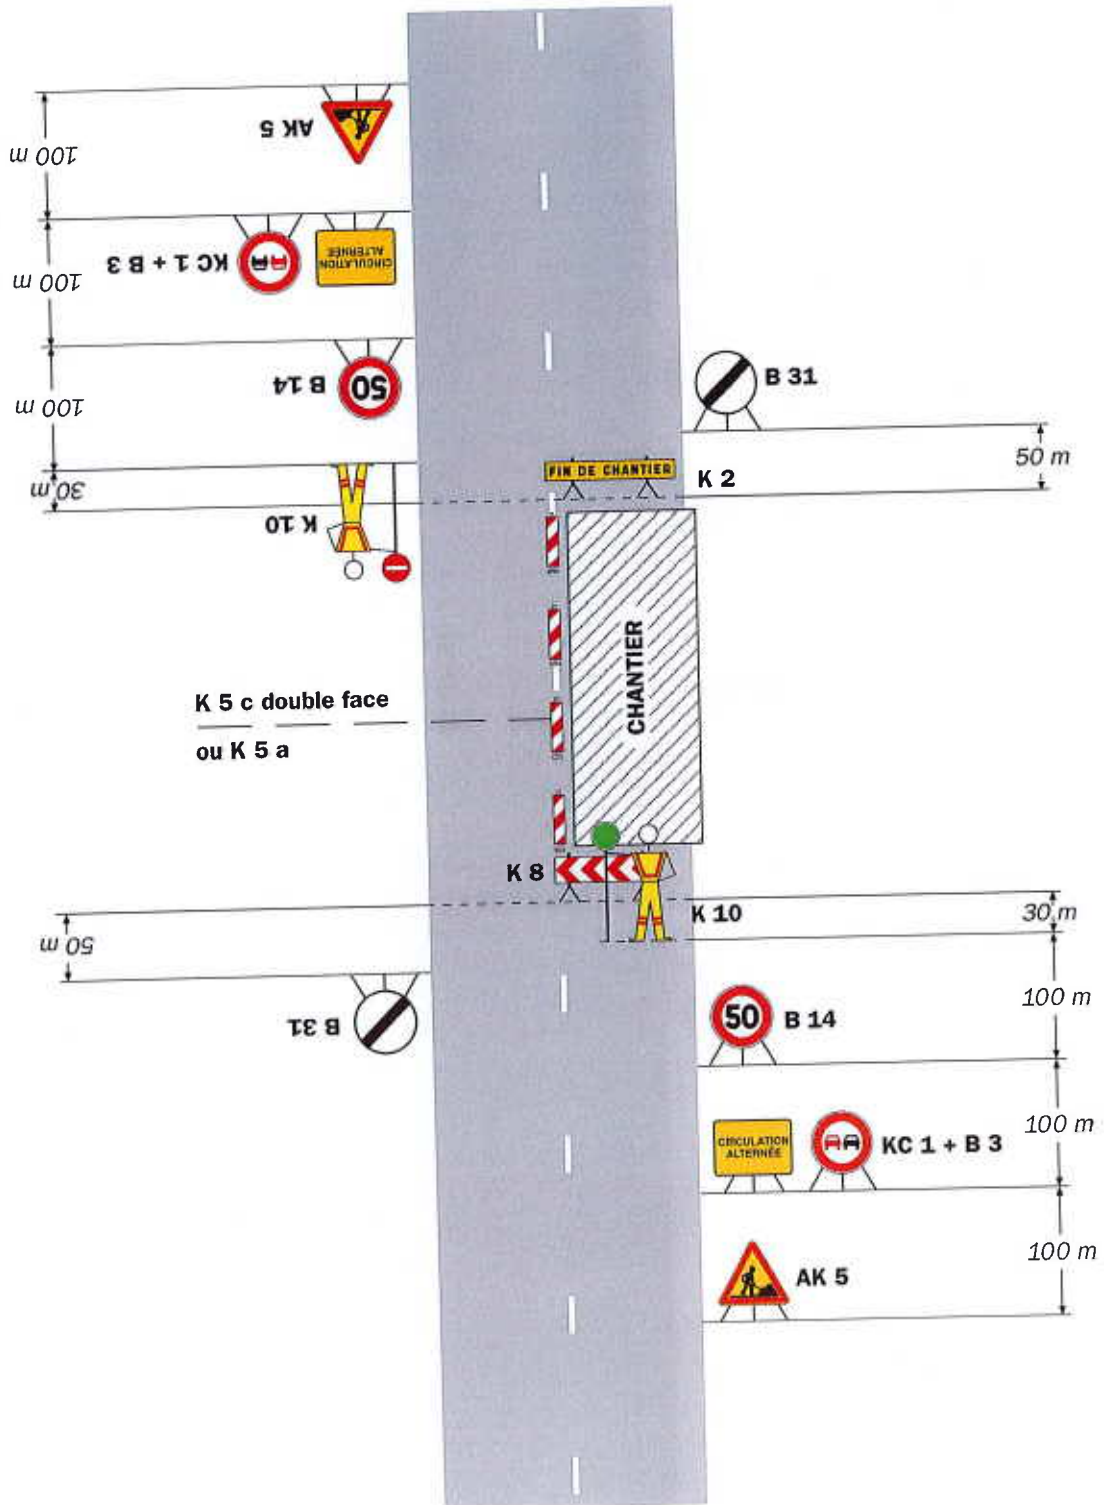 AK 5
100 m
KC 1 + B 3
CIRCULATION
ALTERNÉE
100 m
B 14
50
100 m
B 31
50 m
FIN DE CHANTIER
K 2
30 m
K 10
CHANTIER
K 5 c double face
ou K 5 a
K 8
K 10
30 m
50 m
B 31
100 m
50
B 14
100 m
CIRCULATION
ALTERNÉE
KC 1 + B 3
100 m
AK 5